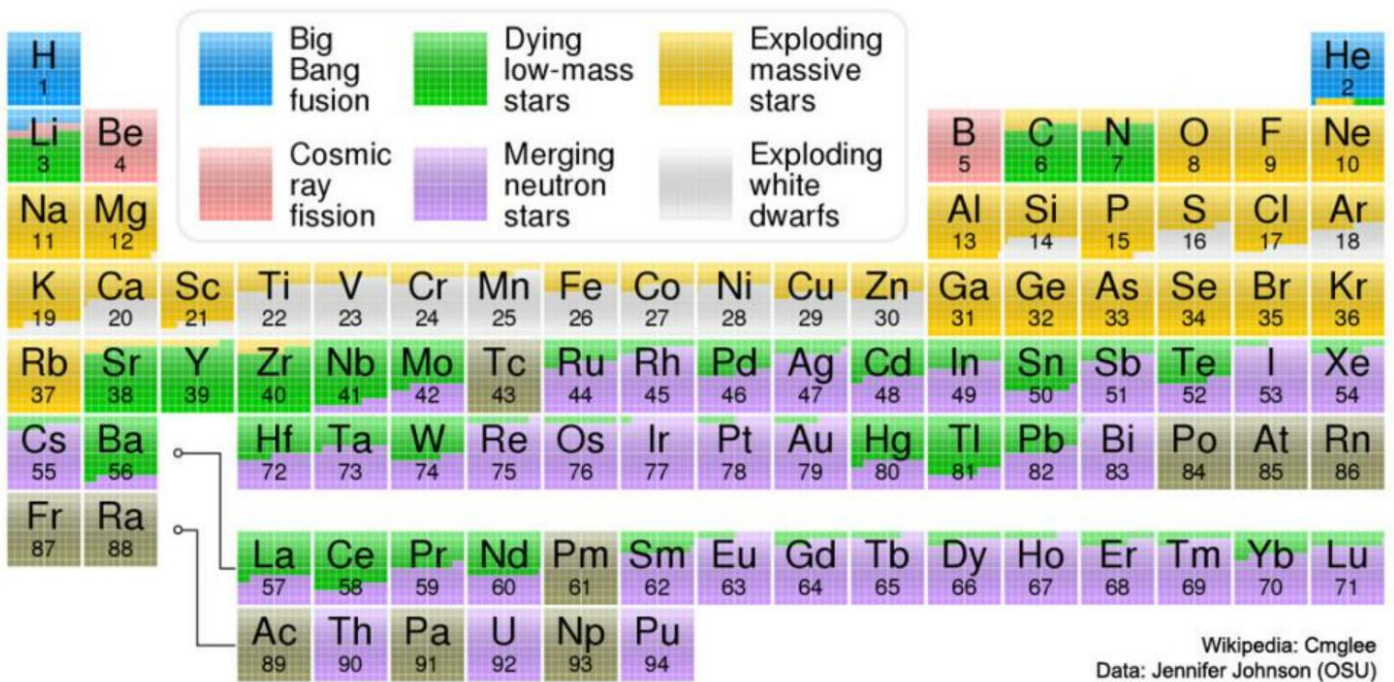 Big
Bang
fusion
Dying
low-mass
stars
Exploding
massive
stars
Cosmic
ray
fission
Merging
neutron
stars
Exploding
white
dwarfs
H He
1 2
Li Be B C N O F Ne
3 4 5 6 7 8 9 10
Na Mg Al Si P S Cl Ar
11 12 13 14 15 16 17 18
K Ca Sc Ti V Cr Mn Fe Co Ni Cu Zn Ga Ge As Se Br Kr
19 20 21 22 23 24 25 26 27 28 29 30 31 32 33 34 35 36
Rb Sr Y Zr Nb Mo Tc Ru Rh Pd Ag Cd In Sn Sb Te I Xe
37 38 39 40 41 42 43 44 45 46 47 48 49 50 51 52 53 54
Cs Ba Hf Ta W Re Os Ir Pt Au Hg Tl Pb Bi Po At Rn
55 56 72 73 74 75 76 77 78 79 80 81 82 83 84 85 86
Fr Ra
87 88
La Ce Pr Nd Pm Sm Eu Gd Tb Dy Ho Er Tm Yb Lu
57 58 59 60 61 62 63 64 65 66 67 68 69 70 71
Ac Th Pa U Np Pu
89 90 91 92 93 94
Wikipedia: Cmglee
Data: Jennifer Johnson (OSU)